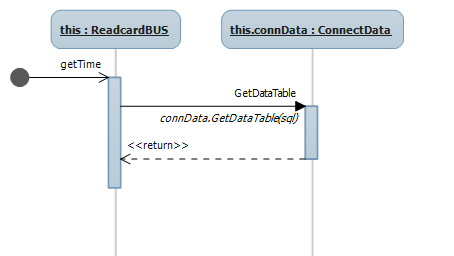 this : ReadcardBUS
this.connData : ConnectData
getTime
GetDataTable
connData.GetDataTable(sql)
<<return>>